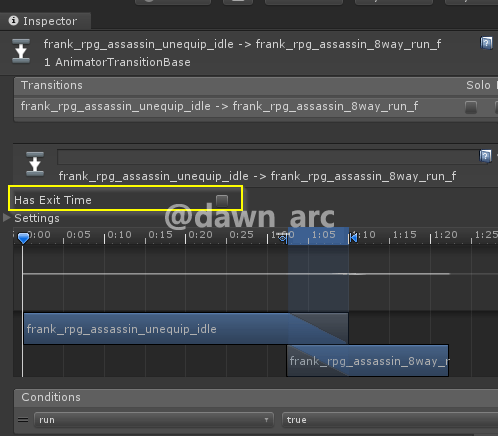 Inspector
frank_rpg_assassin_unequip_idle -> frank_rpg_assassin_8way_run_f
1 AnimatorTransitionBase
Transitions Solo
frank_rpg_assassin_unequip_idle -> frank_rpg_assassin_8way_run_f
frank_rpg_assassin_unequip_idle -> frank_rpg_assassin_8way_run_f
Has Exit Time
@dawn_arc
Settings
0:00 0:05 0:10 0:15 0:20 0:25 1:00 1:05 1:10 1:15 1:20 1:25
frank_rpg_assassin_unequip_idle
frank_rpg_assassin_8way_r
Conditions
run true